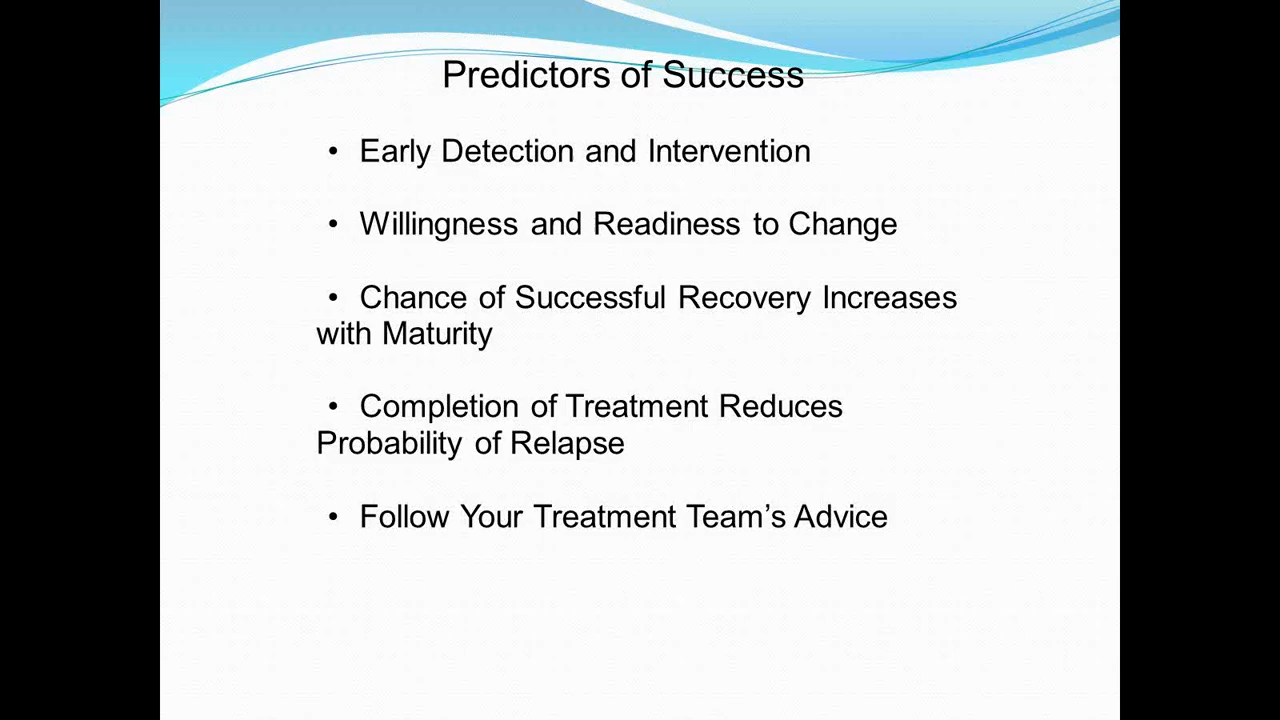 Predictors of Success
• Early Detection and Intervention
• Willingness and Readiness to Change
• Chance of Successful Recovery Increases
with Maturity
• Completion of Treatment Reduces
Probability of Relapse
• Follow Your Treatment Team’s Advice